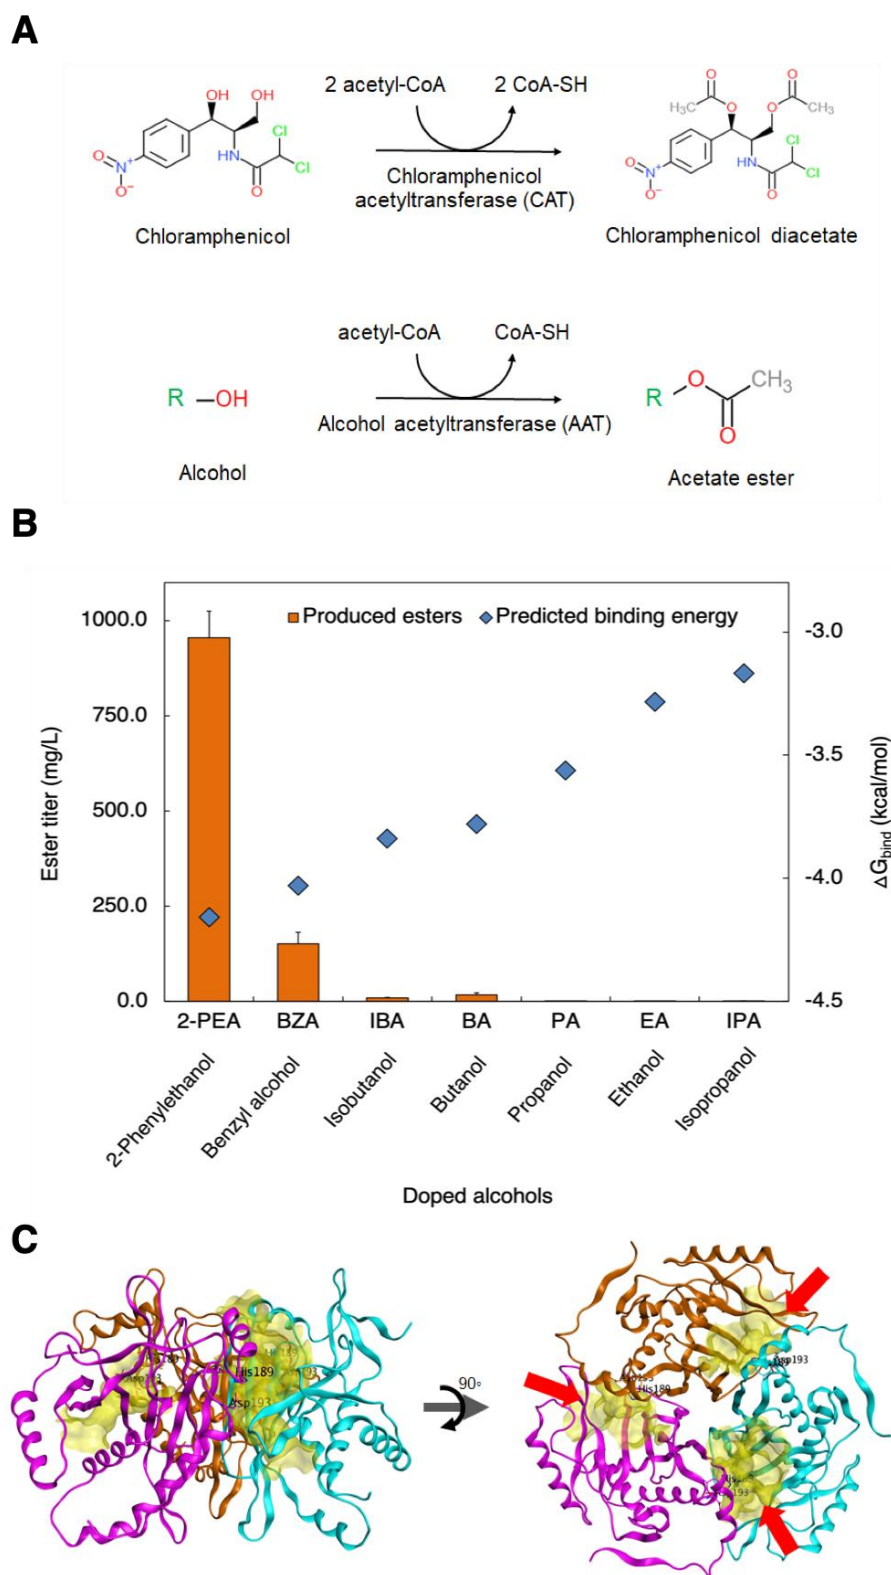 A
OH OH
2 acetyl-CoA 2 CoA-SH
O O
H₃C O O CH₃
Cl
O N⁺ HN Cl
O⁻ O
Chloramphenicol
acetyltransferase (CAT)
Cl
O N⁺ HN Cl
O⁻ O
Chloramphenicol
Chloramphenicol diacetate
acetyl-CoA CoA-SH
R OH
R O CH₃
O
Alcohol acetyltransferase (AAT)
Alcohol
Acetate ester
B
Produced esters Predicted binding energy
Ester titer (mg/L)
1000.0
750.0
500.0
250.0
0.0
-3.0
-3.5
-4.0
-4.5
ΔG_bind (kcal/mol)
2-PEA BZA IBA BA PA EA IPA
2-Phenylethanol
Benzyl alcohol
Isobutanol
Butanol
Propanol
Ethanol
Isopropanol
Doped alcohols
C
His189
Asp193
90°
Asp193
His189